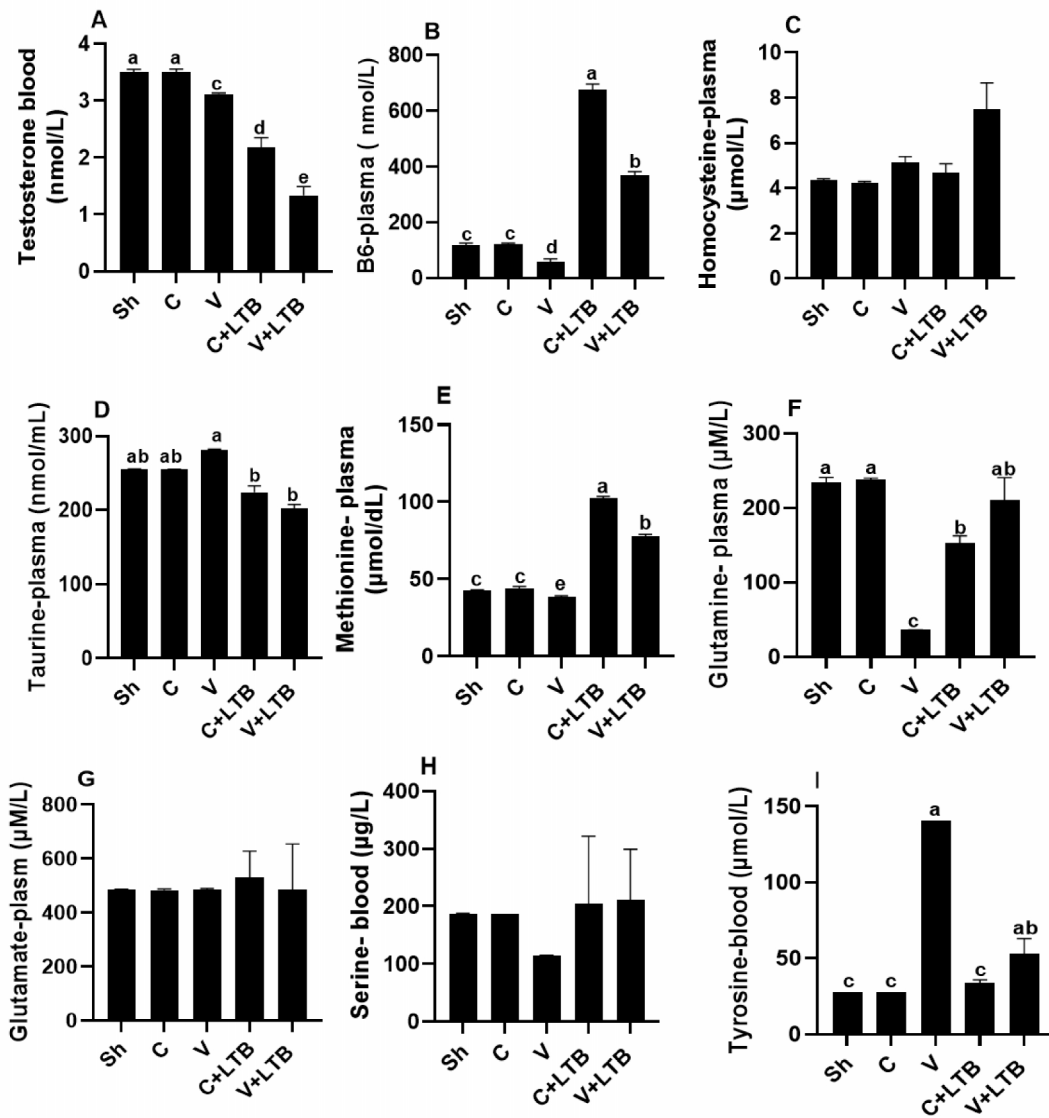 A
Testosterone blood
(nmol/L)
4
3
2
1
0
a
a
c
d
e
Sh
C
V
C+LTB
V+LTB
B
B6-plasma ( nmol/L)
800
600
400
200
0
c
c
d
a
b
Sh
C
V
C+LTB
V+LTB
C
Homocysteine-plasma
(µmol/L)
10
8
6
4
2
0
Sh
C
V
C+LTB
V+LTB
D
Taurine-plasma (nmol/mL)
300
200
100
0
ab
ab
a
b
b
Sh
C
V
C+LTB
V+LTB
E
Methionine- plasma
(µmol/dL)
150
100
50
0
c
c
e
a
b
Sh
C
V
C+LTB
V+LTB
F
Glutamine- plasma (µM/L)
300
200
100
0
a
a
c
b
ab
Sh
C
V
C+LTB
V+LTB
G
Glutamate-plasm (µM/L)
800
600
400
200
0
Sh
C
V
C+LTB
V+LTB
H
Serine- blood (µg/L)
400
300
200
100
0
Sh
C
V
C+LTB
V+LTB
I
Tyrosine-blood (µmol/L)
150
100
50
0
c
c
a
c
ab
Sh
C
V
C+LTB
V+LTB